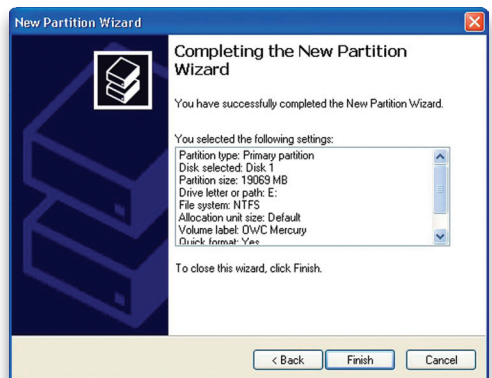 New Partition Wizard
Completing the New Partition
Wizard
You have successfully completed the New Partition Wizard.
You selected the following settings:
Partition type: Primary partition
Disk selected: Disk 1
Partition size: 19069 MB
Drive letter or path: E:
File system: NTFS
Allocation unit size: Default
Volume label: OWC Mercury
Quick format: Yes
To close this wizard, click Finish.
< Back
Finish
Cancel